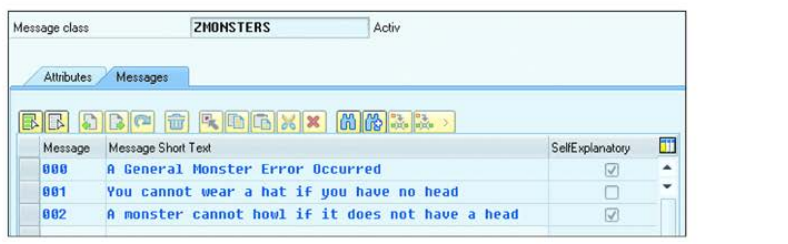 Message class ZMONSTERS Activ
Attributes Messages
Message Message Short Text SelfExplanatory
000 A General Monster Error Occurred
001 You cannot wear a hat if you have no head
002 A monster cannot howl if it does not have a head